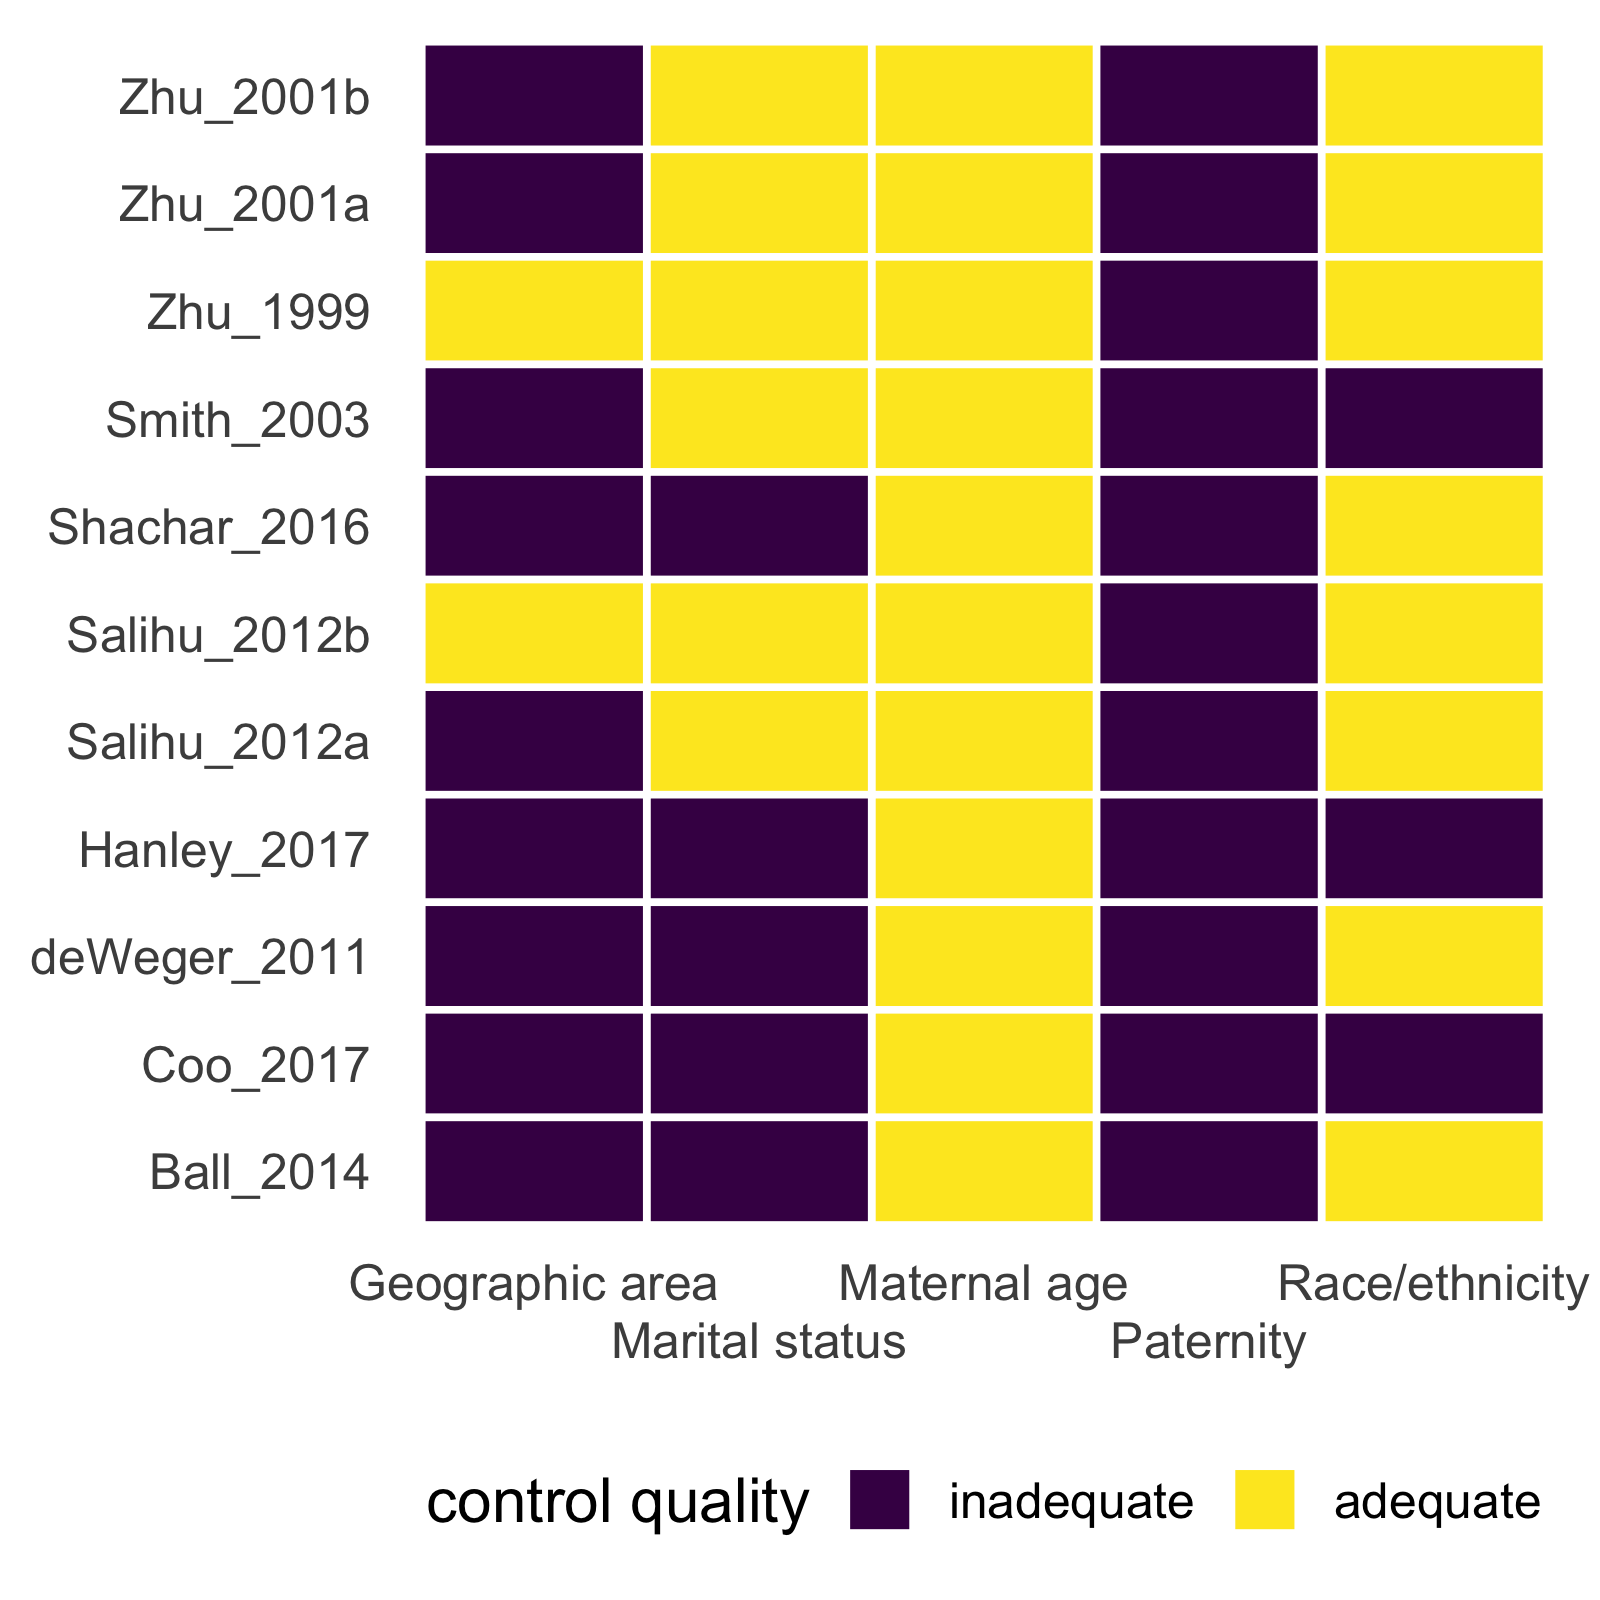 Zhu_2001b
Zhu_2001a
Zhu_1999
Smith_2003
Shachar_2016
Salihu_2012b
Salihu_2012a
Hanley_2017
deWeger_2011
Coo_2017
Ball_2014
Geographic area Maternal age Race/ethnicity
Marital status Paternity
control quality inadequate adequate